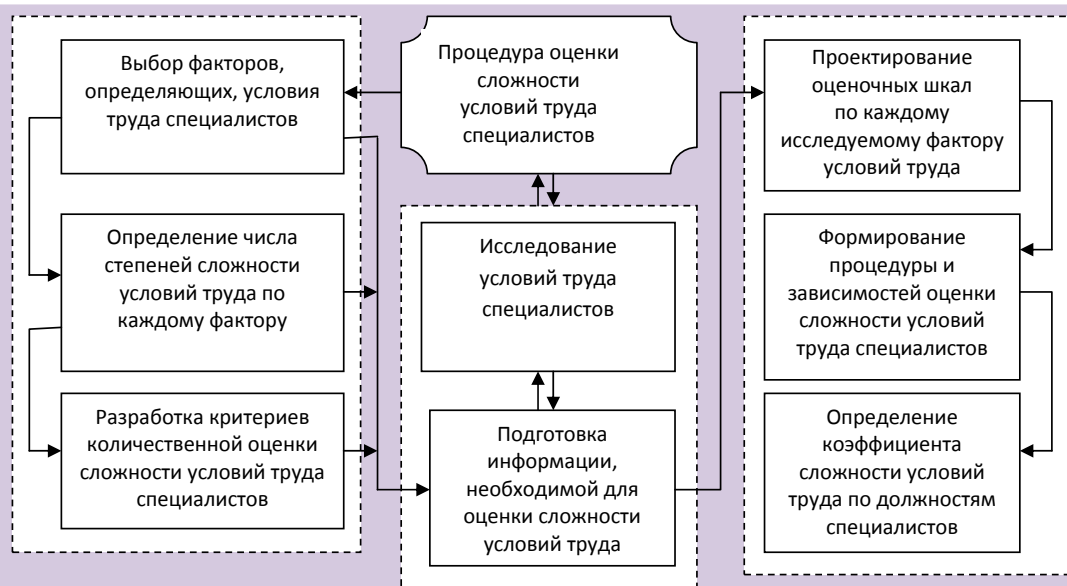 Процедура оценки
сложности
условий труда
специалистов
Выбор факторов,
определяющих, условия
труда специалистов
Определение числа
степеней сложности
условий труда по
каждому фактору
Разработка критериев
количественной оценки
сложности условий труда
специалистов
Исследование
условий труда
специалистов
Подготовка
информации,
необходимой для
оценки сложности
условий труда
Проектирование
оценочных шкал
по каждому
исследуемому фактору
условий труда
Формирование
процедуры и
зависимостей оценки
сложности условий
труда специалистов
Определение
коэффициента
сложности условий
труда по должностям
специалистов